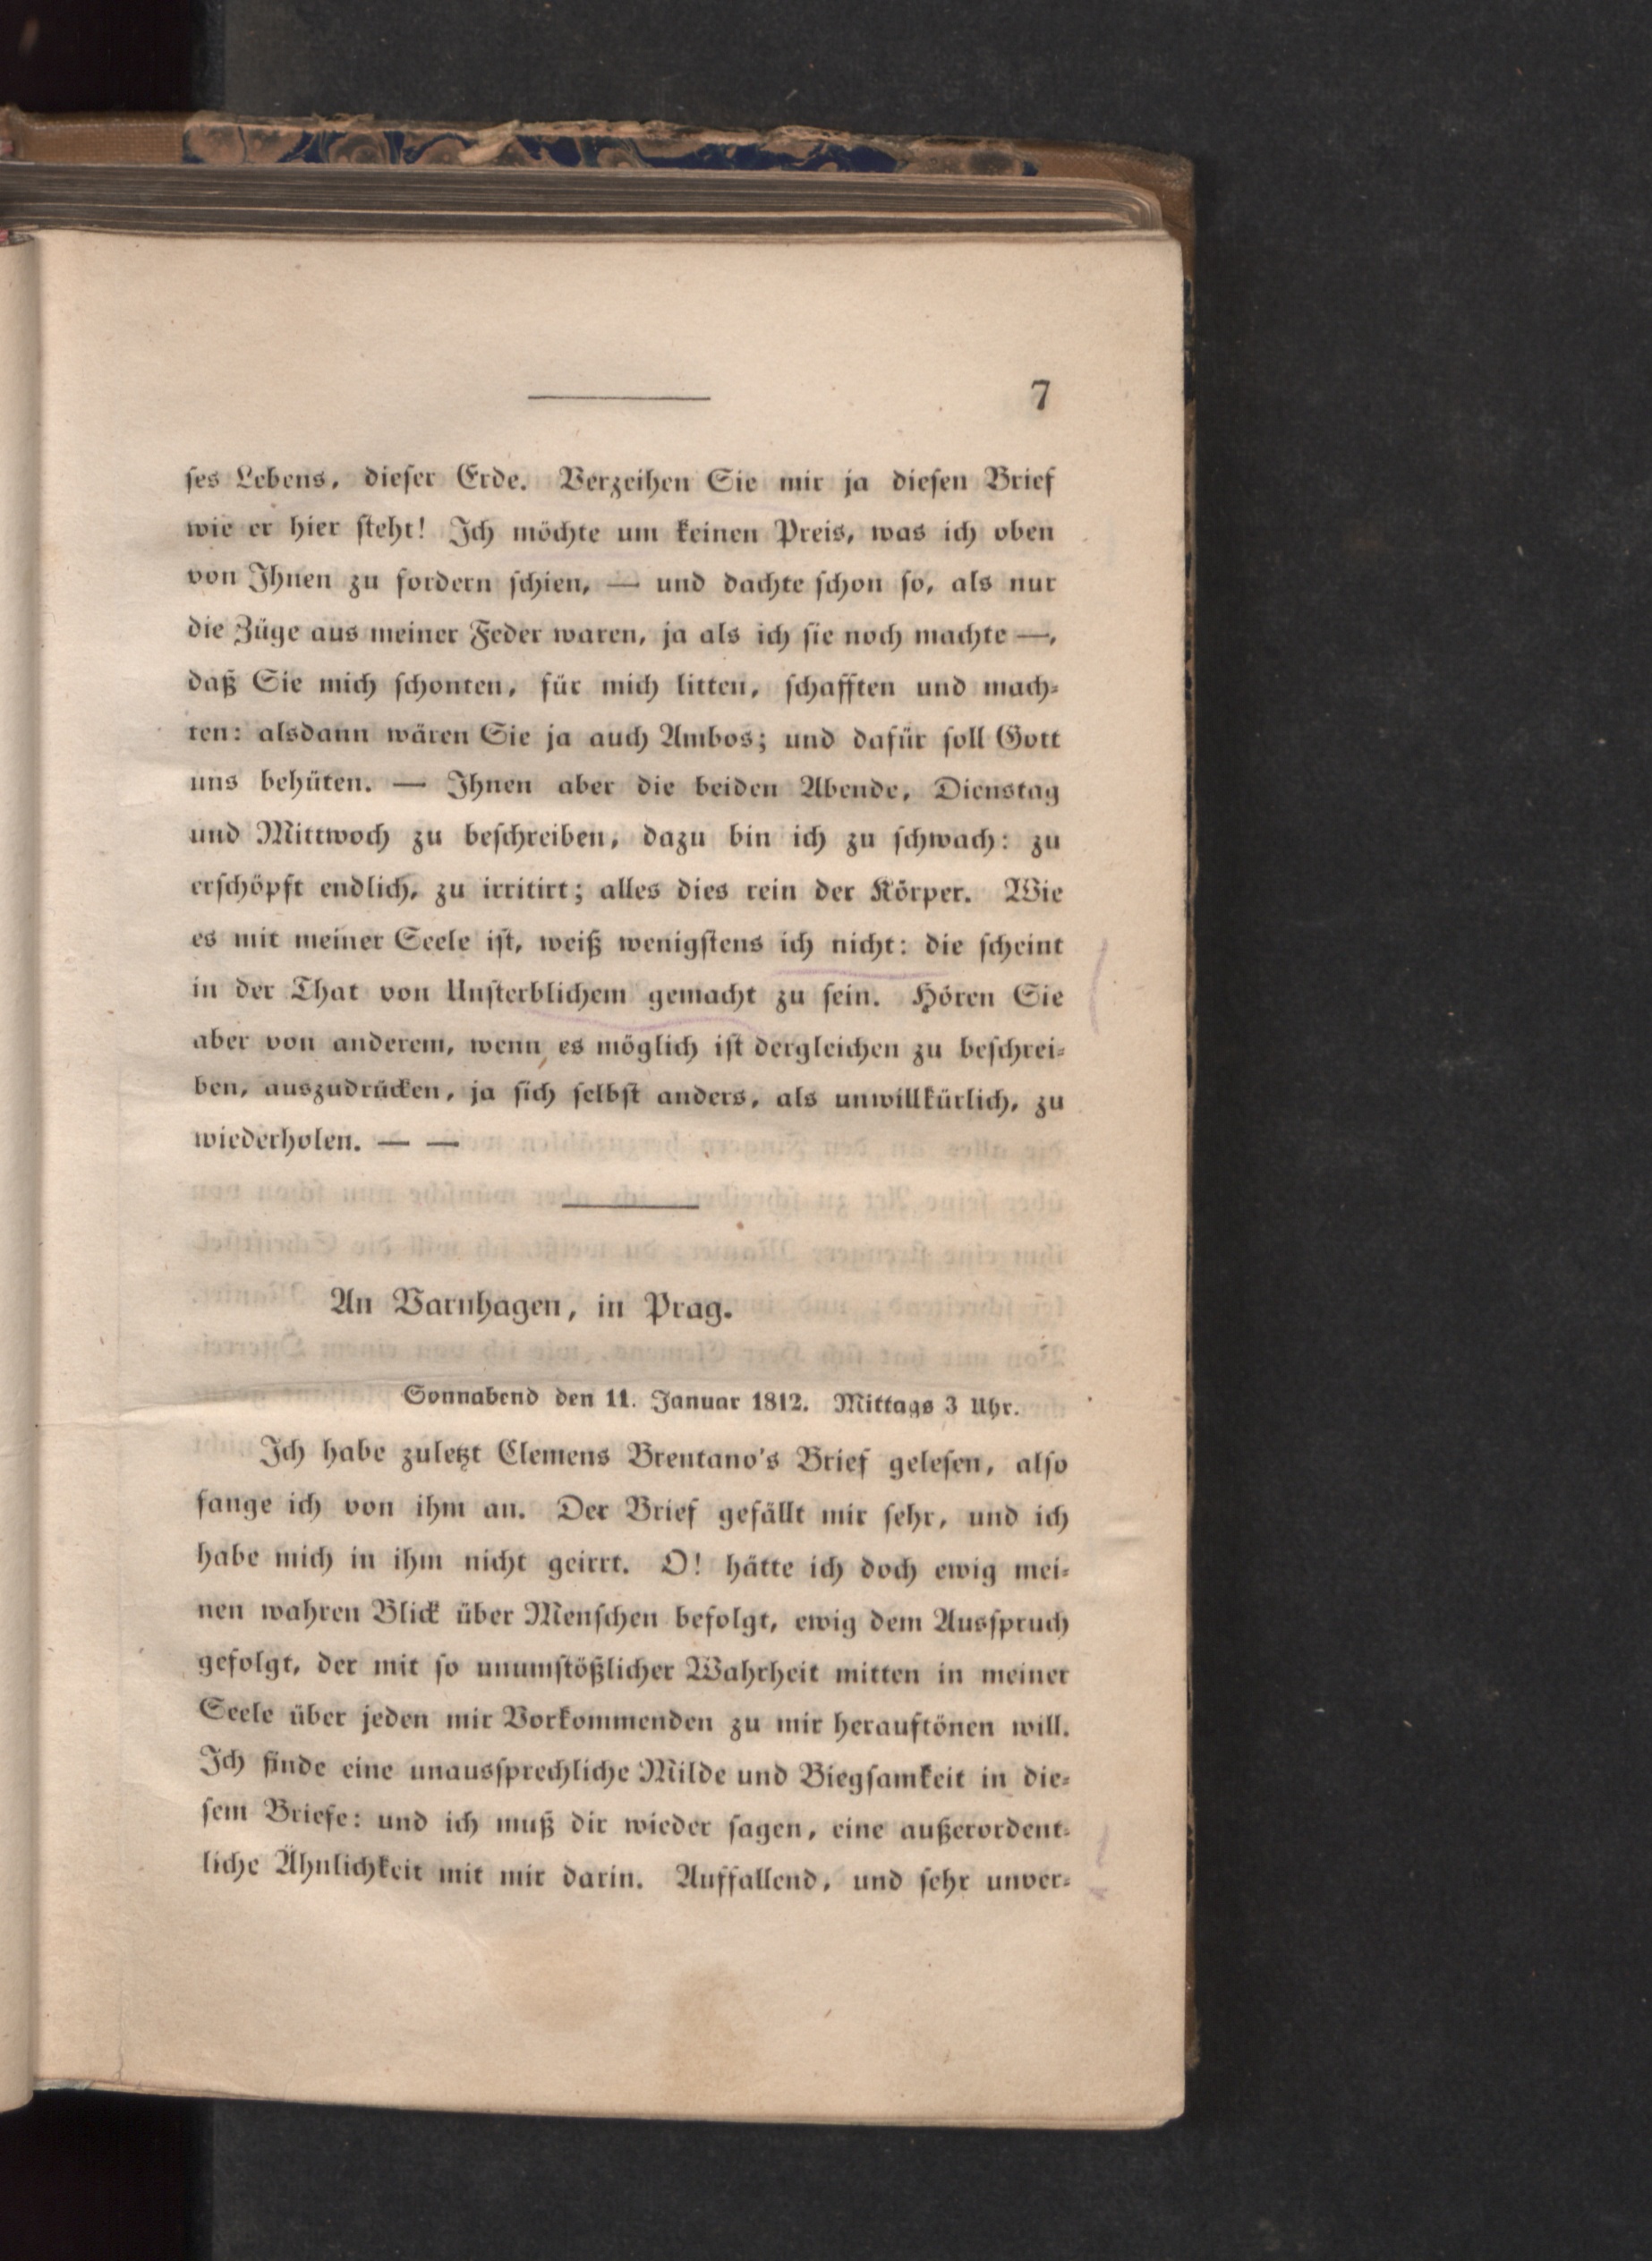 7
ses Lebens, dieser Erde. Verzeihen Sie mir ja diesen Brief
wie er hier steht! Ich möchte um keinen Preis, was ich oben
von Ihnen zu fordern schien, — und dachte schon so, als nur
die Züge aus meiner Feder waren, ja als ich sie noch machte —,
daß Sie mich schonten, für mich litten, schafften und mach-
ten: alsdann wären Sie ja auch Ambos; und dafür soll Gott
uns behüten. — Ihnen aber die beiden Abende, Dienstag
und Mittwoch zu beschreiben, dazu bin ich zu schwach: zu
erschöpft endlich, zu irritirt; alles dies rein der Körper. Wie
es mit meiner Seele ist, weiß wenigstens ich nicht: die scheint
in der That von Unsterblichem gemacht zu sein. Hören Sie
aber von anderem, wenn es möglich ist dergleichen zu beschrei-
ben, auszudrücken, ja sich selbst anders, als unwillkürlich, zu
wiederholen. — —
An Varnhagen, in Prag.
Sonnabend den 11. Januar 1812. Mittags 3 Uhr.
Ich habe zuletzt Clemens Brentano's Brief gelesen, also
fange ich von ihm an. Der Brief gefällt mir sehr, und ich
habe mich in ihm nicht geirrt. O! hätte ich doch ewig mei-
nen wahren Blick über Menschen befolgt, ewig dem Ausspruch
gefolgt, der mit so unumstößlicher Wahrheit mitten in meiner
Seele über jeden mir Vorkommenden zu mir herauftönen will.
Ich finde eine unaussprechliche Milde und Biegsamkeit in die-
sem Briefe: und ich muß dir wieder sagen, eine außerordent-
liche Ähnlichkeit mit mir darin. Auffallend, und sehr unver-